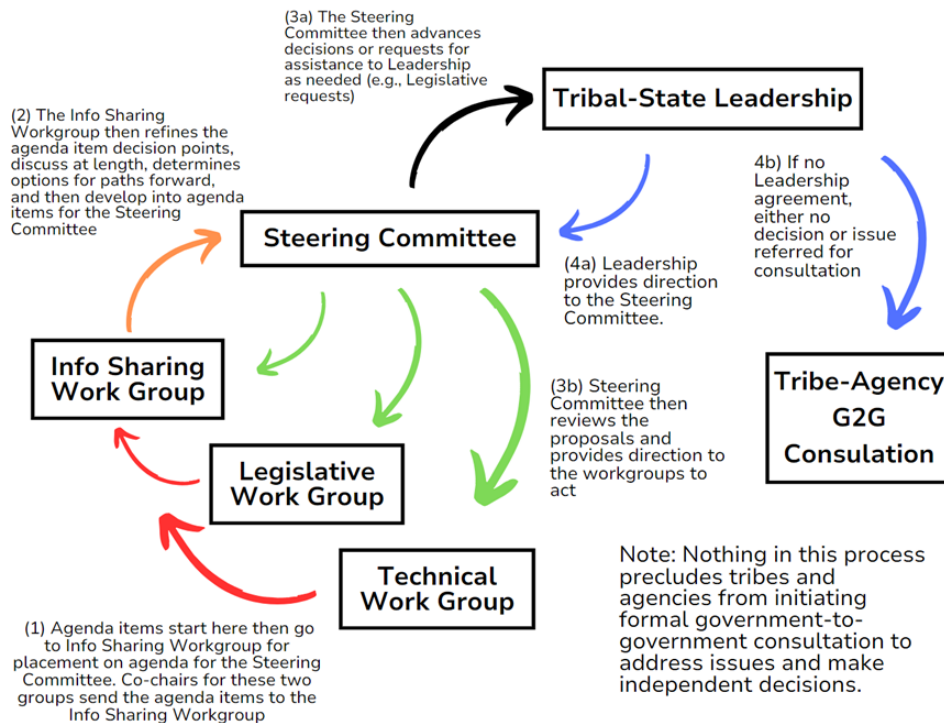 (3a) The Steering
Committee then advances
decisions or requests for
assistance to Leadership
as needed (e.g., Legislative
requests)
Tribal-State Leadership
(2) The Info Sharing
Workgroup then refines the
agenda item decision points,
discuss at length, determines
options for paths forward,
and then develop into agenda
items for the Steering
Committee
4b) If no
Leadership
agreement,
either no
decision or issue
referred for
consultation
Steering Committee
(4a) Leadership
provides direction
to the Steering
Committee.
Info Sharing
Work Group
Tribe-Agency
G2G
Consulation
(3b) Steering
Committee then
reviews the
proposals and
provides direction to
the workgroups to
act
Legislative
Work Group
Technical
Work Group
Note: Nothing in this process
precludes tribes and
agencies from initiating
formal government-to-
government consultation to
address issues and make
independent decisions.
(1) Agenda items start here then go
to Info Sharing Workgroup for
placement on agenda for the Steering
Committee. Co-chairs for these two
groups send the agenda items to the
Info Sharing Workgroup